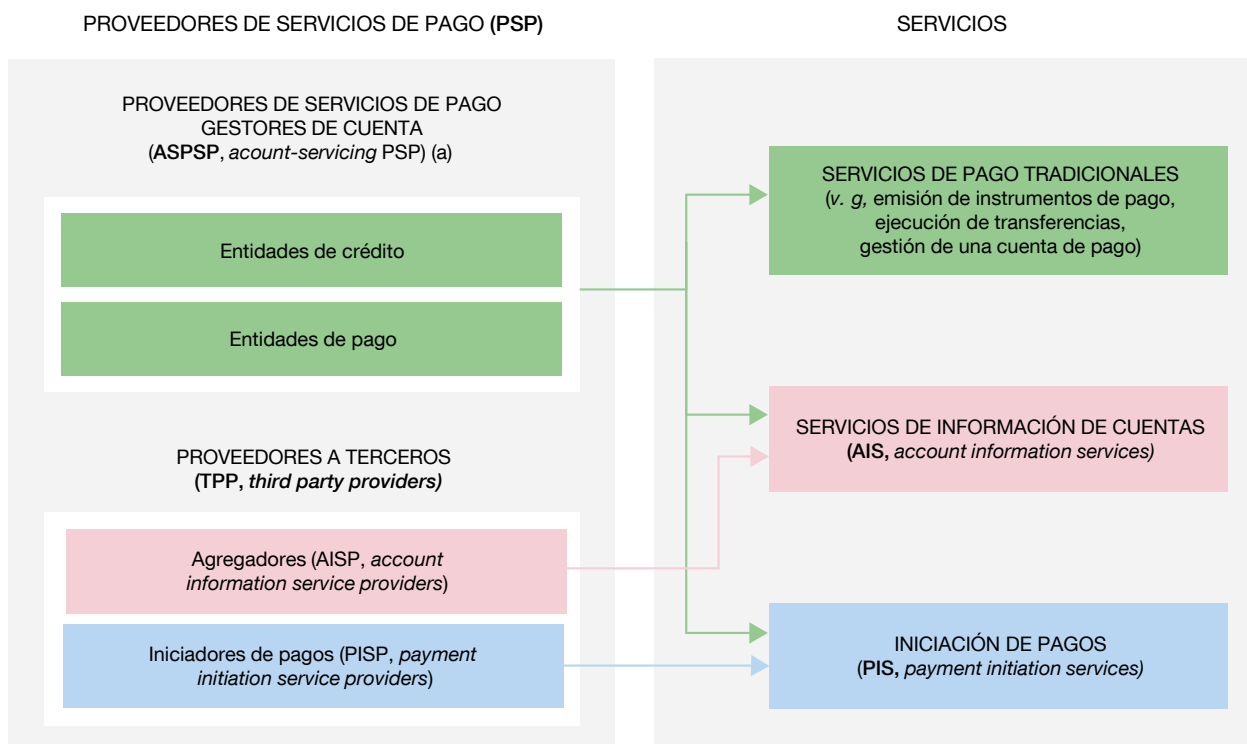 PROVEEDORES DE SERVICIOS DE PAGO (PSP)
PROVEEDORES DE SERVICIOS DE PAGO
GESTORES DE CUENTA
(ASPSP, acount-servicing PSP) (a)
Entidades de crédito
Entidades de pago
PROVEEDORES A TERCEROS
(TPP, third party providers)
Agregadores (AISP, account
information service providers)
Iniciadores de pagos (PISP, payment
initiation service providers)
SERVICIOS
SERVICIOS DE PAGO TRADICIONALES
(v. g, emisión de instrumentos de pago,
ejecución de transferencias,
gestión de una cuenta de pago)
SERVICIOS DE INFORMACIÓN DE CUENTAS
(AIS, account information services)
INICIACIÓN DE PAGOS
(PIS, payment initiation services)